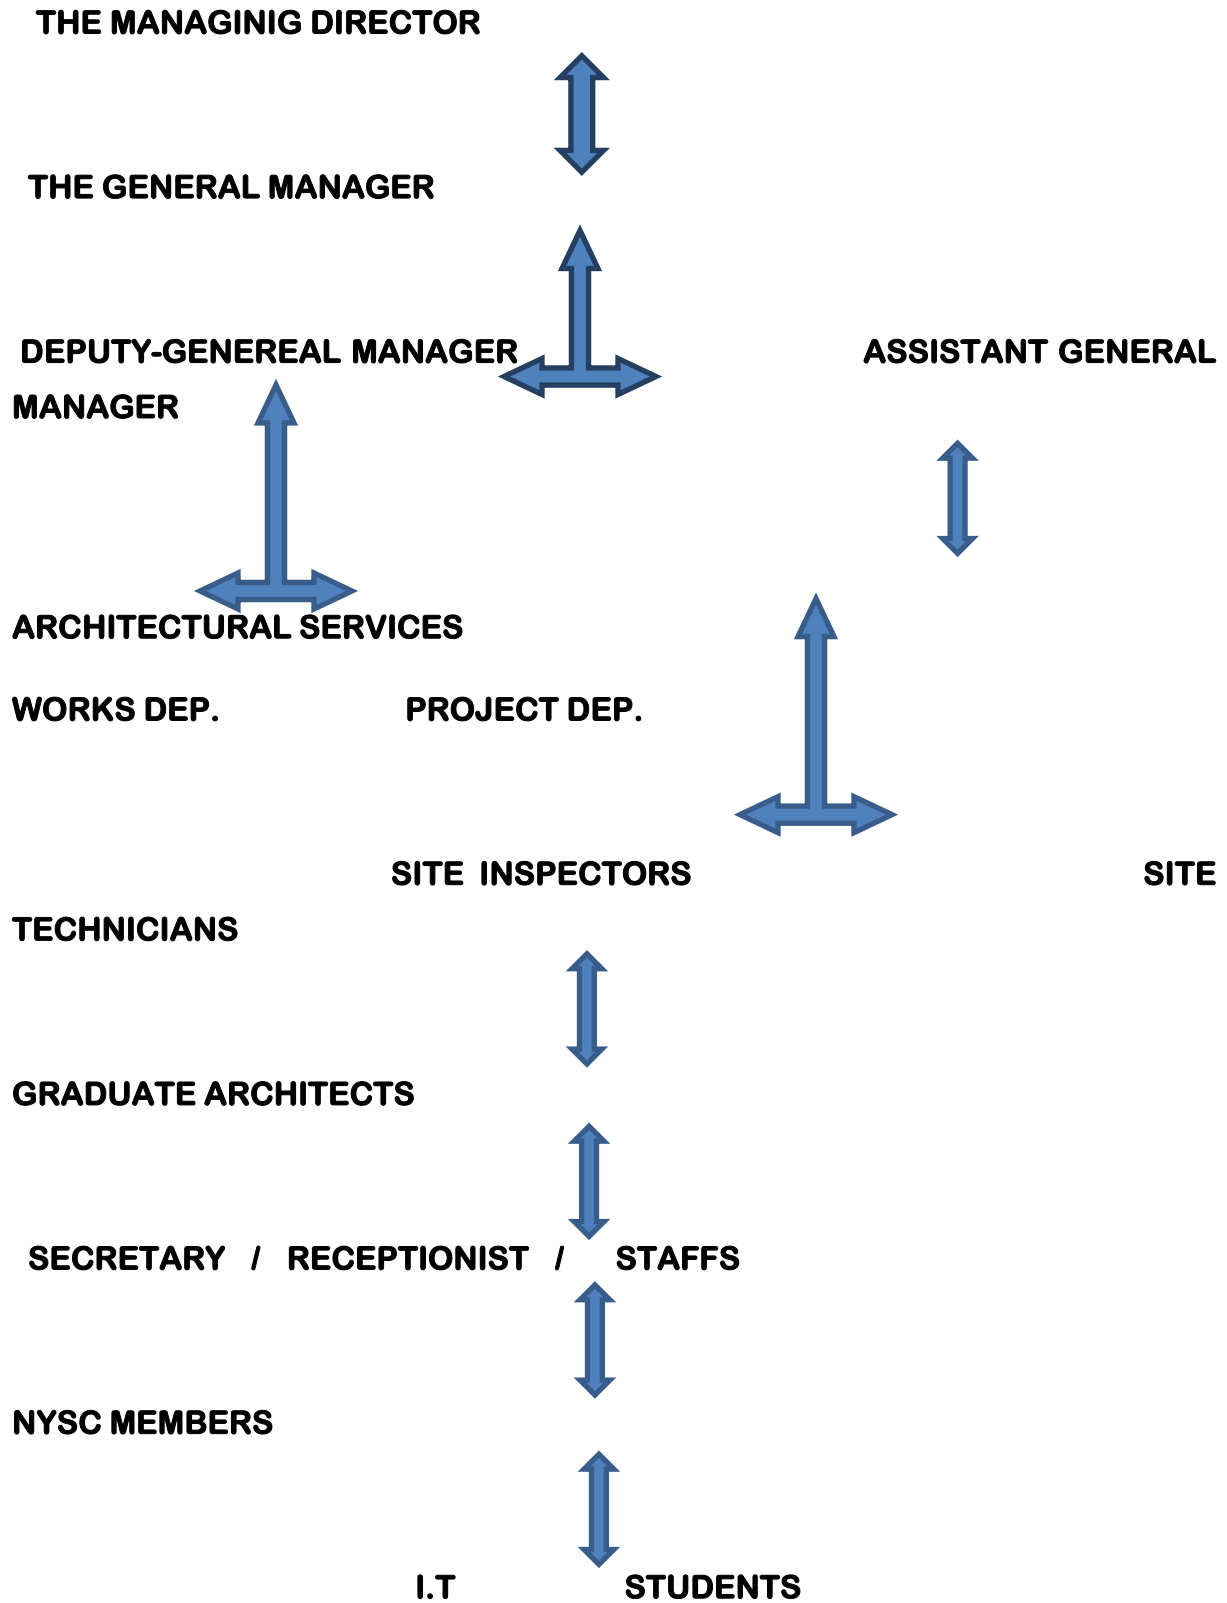 THE MANAGINIG DIRECTOR
THE GENERAL MANAGER
DEPUTY-GENEREAL MANAGER ASSISTANT GENERAL
MANAGER
ARCHITECTURAL SERVICES
WORKS DEP. PROJECT DEP.
SITE INSPECTORS SITE
TECHNICIANS
GRADUATE ARCHITECTS
SECRETARY / RECEPTIONIST / STAFFS
NYSC MEMBERS
I.T STUDENTS